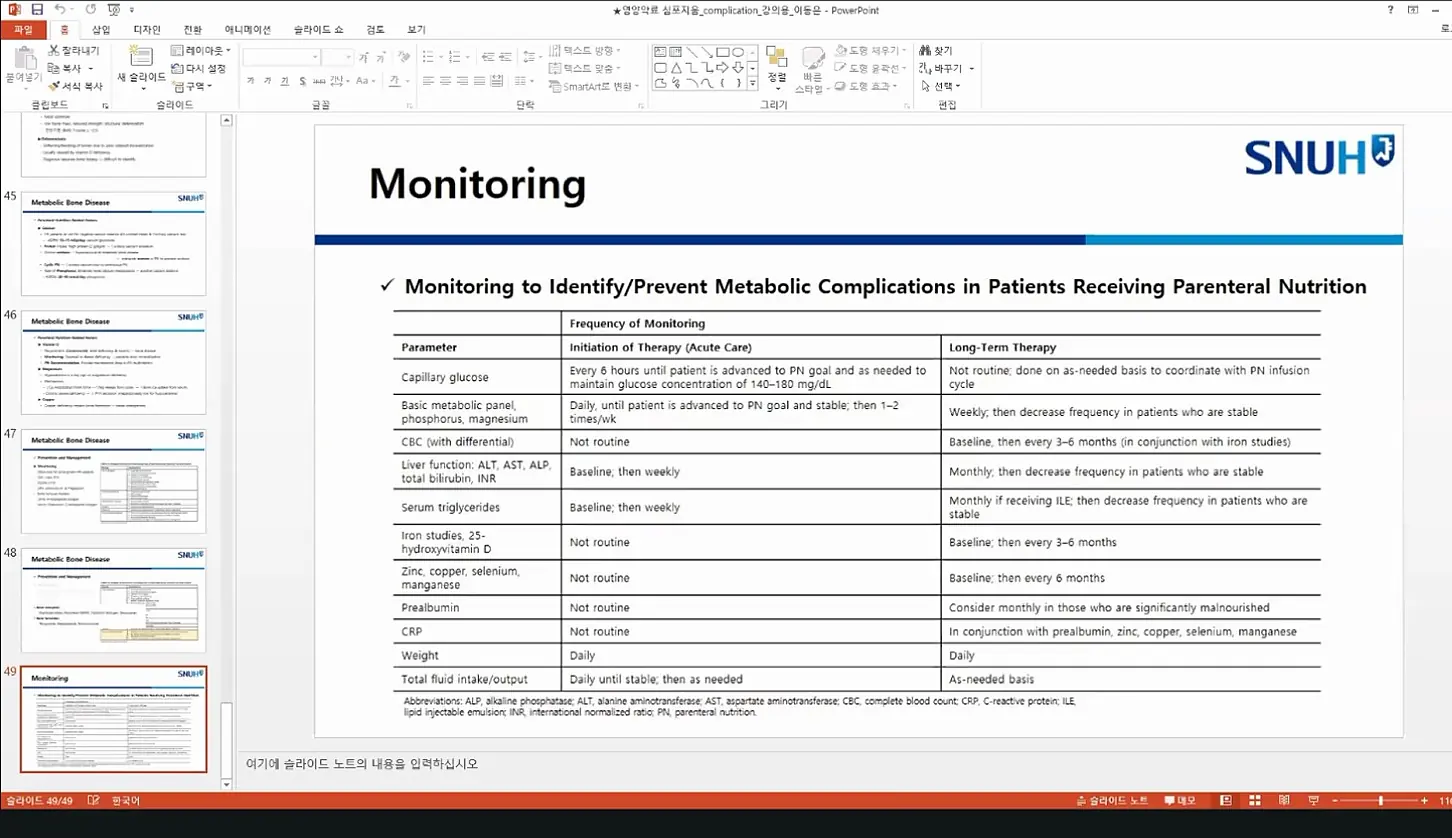 ★영양약료 심포지움_complication_강의용_이동은 - PowerPoint
파일 홈 삽입 디자인 전환 애니메이션 슬라이드 쇼 검토 보기
붙여넣기
잘라내기
복사
서식 복사
클립보드
새 슬라이드
레이아웃
다시 설정
구역
슬라이드
가 가 가 S abc 간 Aa 가
글꼴
텍스트 방향
텍스트 맞춤
SmartArt로 변환
단락
정렬
빠른 스타일
도형 채우기
도형 윤곽선
도형 효과
그리기
찾기
바꾸기
선택
편집
45
Metabolic Bone Disease
SNUH
46
Metabolic Bone Disease
SNUH
47
Metabolic Bone Disease
SNUH
48
Metabolic Bone Disease
SNUH
49
Monitoring
SNUH
SNUH
Monitoring
✓ Monitoring to Identify/Prevent Metabolic Complications in Patients Receiving Parenteral Nutrition
Frequency of Monitoring
Parameter Initiation of Therapy (Acute Care) Long-Term Therapy
Capillary glucose
Every 6 hours until patient is advanced to PN goal and as needed to
maintain glucose concentration of 140–180 mg/dL
Not routine; done on as-needed basis to coordinate with PN infusion
cycle
Basic metabolic panel,
phosphorus, magnesium
Daily, until patient is advanced to PN goal and stable; then 1–2
times/wk
Weekly; then decrease frequency in patients who are stable
CBC (with differential) Not routine Baseline, then every 3–6 months (in conjunction with iron studies)
Liver function: ALT, AST, ALP,
total bilirubin, INR
Baseline; then weekly
Monthly; then decrease frequency in patients who are stable
Serum triglycerides
Baseline; then weekly
Monthly if receiving ILE; then decrease frequency in patients who are
stable
Iron studies, 25-
hydroxyvitamin D
Not routine
Baseline; then every 3–6 months
Zinc, copper, selenium,
manganese
Not routine
Baseline; then every 6 months
Prealbumin Not routine Consider monthly in those who are significantly malnourished
CRP Not routine In conjunction with prealbumin, zinc, copper, selenium, manganese
Weight Daily Daily
Total fluid intake/output Daily until stable; then as needed As-needed basis
Abbreviations: ALP, alkaline phosphatase; ALT, alanine aminotransferase; AST, aspartate aminotransferase; CBC, complete blood count; CRP, C-reactive protein; ILE,
lipid injectable emulsion; INR, international normalized ratio; PN, parenteral nutrition.
여기에 슬라이드 노트의 내용을 입력하십시오
슬라이드 49/49 한국어 슬라이드 노트 메모